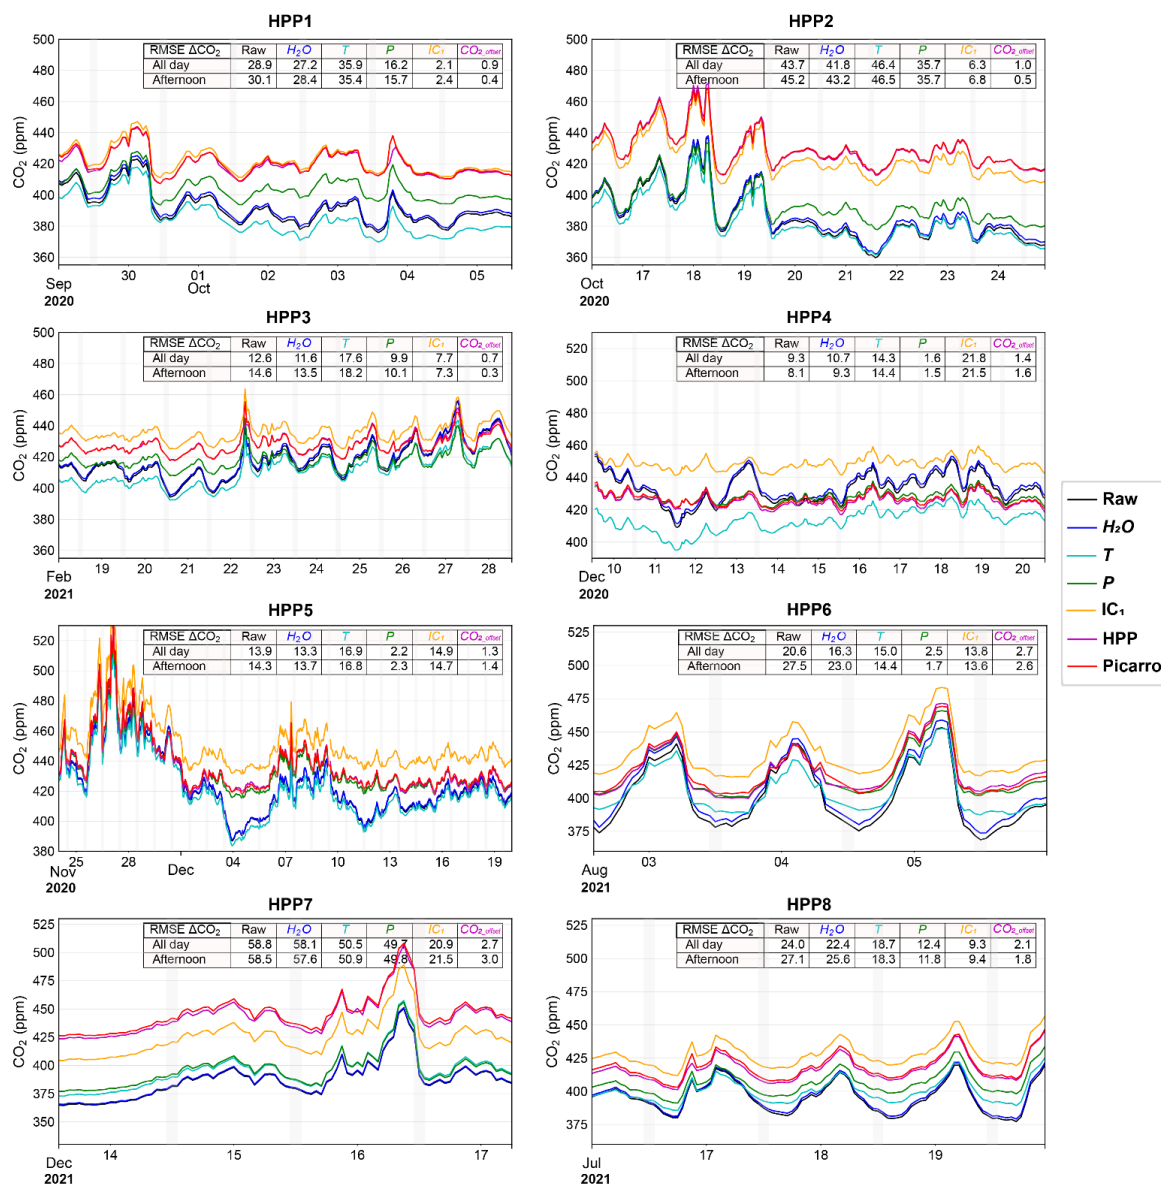 HPP1
RMSE ΔCO₂ Raw H₂O T P IC₁ CO₂_offset
All day 28.9 27.2 35.9 16.2 2.1 0.9
Afternoon 30.1 28.4 35.4 15.7 2.4 0.4
CO₂ (ppm)
500
480
460
440
420
400
380
360
30 01 02 03 04 05
Sep Oct
2020
HPP2
RMSE ΔCO₂ Raw H₂O T P IC₁ CO₂_offset
All day 43.7 41.8 46.4 35.7 6.3 1.0
Afternoon 45.2 43.2 46.5 35.7 6.8 0.5
CO₂ (ppm)
500
480
460
440
420
400
380
360
17 18 19 20 21 22 23 24
Oct
2020
HPP3
RMSE ΔCO₂ Raw H₂O T P IC₁ CO₂_offset
All day 12.6 11.6 17.6 9.9 7.7 0.7
Afternoon 14.6 13.5 18.2 10.1 7.3 0.3
CO₂ (ppm)
500
480
460
440
420
400
380
360
19 20 21 22 23 24 25 26 27 28
Feb
2021
HPP4
RMSE ΔCO₂ Raw H₂O T P IC₁ CO₂_offset
All day 9.3 10.7 14.3 1.6 21.8 1.4
Afternoon 8.1 9.3 14.4 1.5 21.5 1.6
CO₂ (ppm)
520
500
480
460
440
420
400
10 11 12 13 14 15 16 17 18 19 20
Dec
2020
HPP5
RMSE ΔCO₂ Raw H₂O T P IC₁ CO₂_offset
All day 13.9 13.3 16.9 2.2 14.9 1.3
Afternoon 14.3 13.7 16.8 2.3 14.7 1.4
CO₂ (ppm)
520
500
480
460
440
420
400
380
25 28 04 07 10 13 16 19
Nov Dec
2020
HPP6
RMSE ΔCO₂ Raw H₂O T P IC₁ CO₂_offset
All day 20.6 16.3 15.0 2.5 13.8 2.7
Afternoon 27.5 23.0 14.4 1.7 13.6 2.6
CO₂ (ppm)
525
500
475
450
425
400
375
03 04 05
Aug
2021
HPP7
RMSE ΔCO₂ Raw H₂O T P IC₁ CO₂_offset
All day 58.8 58.1 50.5 49.7 20.9 2.7
Afternoon 58.5 57.6 50.9 49.8 21.5 3.0
CO₂ (ppm)
525
500
475
450
425
400
375
350
14 15 16 17
Dec
2021
HPP8
RMSE ΔCO₂ Raw H₂O T P IC₁ CO₂_offset
All day 24.0 22.4 18.7 12.4 9.3 2.1
Afternoon 27.1 25.6 18.3 11.8 9.4 1.8
CO₂ (ppm)
525
500
475
450
425
400
375
17 18 19
Jul
2021
Raw
H₂O
T
P
IC₁
HPP
Picarro